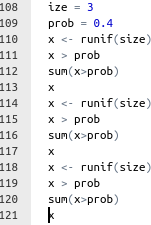 108 ize = 3
109 prob = 0.4
110 x <- runif(size)
111 x > prob
112 sum(x>prob)
113 x
114 x <- runif(size)
115 x > prob
116 sum(x>prob)
117 x
118 x <- runif(size)
119 x > prob
120 sum(x>prob)
121 x